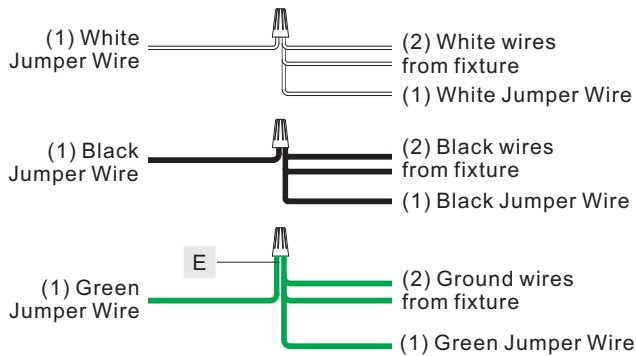 (1) White
Jumper Wire
(2) White wires
from fixture
(1) White Jumper Wire
(1) Black
Jumper Wire
(2) Black wires
from fixture
(1) Black Jumper Wire
E
(1) Green
Jumper Wire
(2) Ground wires
from fixture
(1) Green Jumper Wire